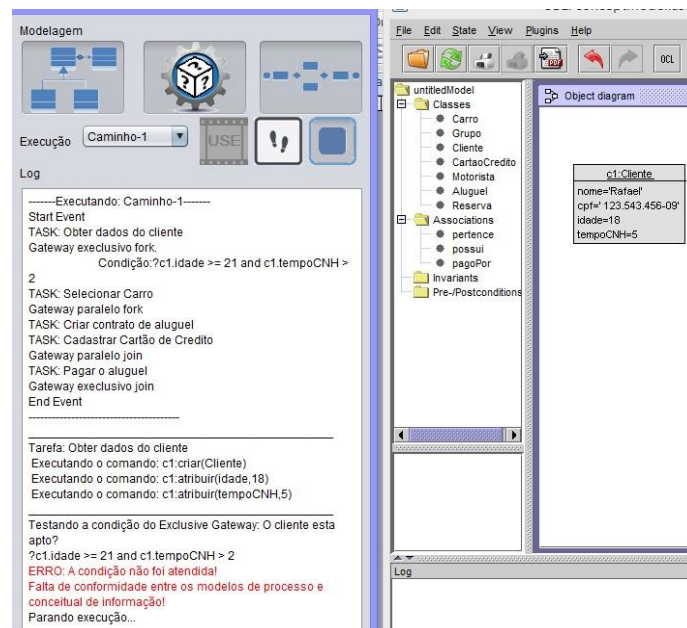 Modelagem
Execução
Caminho-1
USE
Log
-------Executando: Caminho-1-------
Start Event
TASK: Obter dados do cliente
Gateway execlusivo fork.
Condição:?c1.idade >= 21 and c1.tempoCNH >
2
TASK: Selecionar Carro
Gateway paralelo fork
TASK: Criar contrato de aluguel
TASK: Cadastrar Cartão de Credito
Gateway paralelo join
TASK: Pagar o aluguel
Gateway execlusivo join
End Event
Tarefa: Obter dados do cliente
Executando o comando: c1:criar(Cliente)
Executando o comando: c1:atribuir(idade,18)
Executando o comando: c1:atribuir(tempoCNH,5)
Testando a condição do Exclusive Gateway: O cliente esta
apto?
?c1.idade >= 21 and c1.tempoCNH > 2
ERRO: A condição não foi atendida!
Falta de conformidade entre os modelos de processo e
conceitual de informação!
Parando execução...
File Edit State View Plugins Help
PDF
OCL
untitledModel
Classes
Carro
Grupo
Cliente
CartaoCredito
Motorista
Aluguel
Reserva
Associations
pertence
possui
pagoPor
Invariants
Pre-/Postconditions
Object diagram
c1:Cliente
nome='Rafael'
cpf=' 123.543.456-09'
idade=18
tempoCNH=5
Log